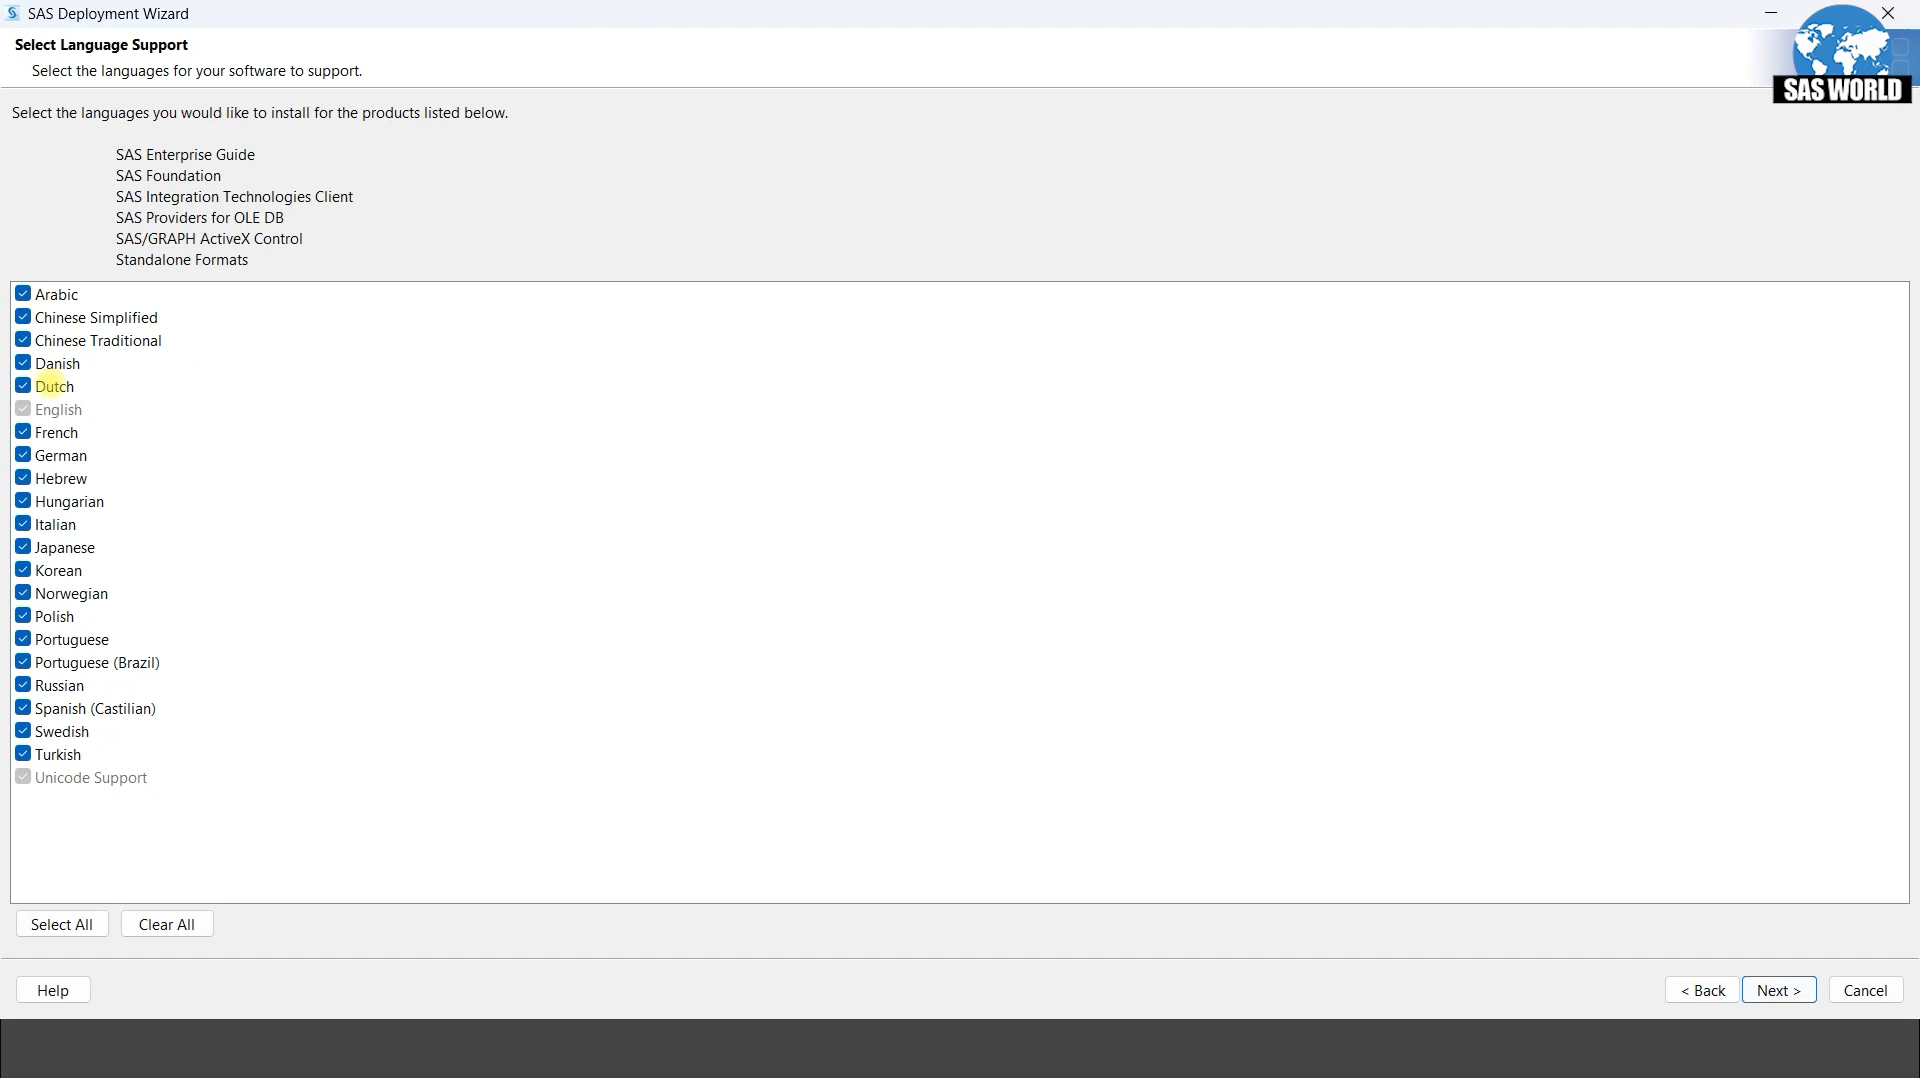 SAS Deployment Wizard
Select Language Support
Select the languages for your software to support.
SAS WORLD
Select the languages you would like to install for the products listed below.
SAS Enterprise Guide
SAS Foundation
SAS Integration Technologies Client
SAS Providers for OLE DB
SAS/GRAPH ActiveX Control
Standalone Formats
Arabic
Chinese Simplified
Chinese Traditional
Danish
Dutch
English
French
German
Hebrew
Hungarian
Italian
Japanese
Korean
Norwegian
Polish
Portuguese
Portuguese (Brazil)
Russian
Spanish (Castilian)
Swedish
Turkish
Unicode Support
Select All Clear All
Help < Back Next > Cancel